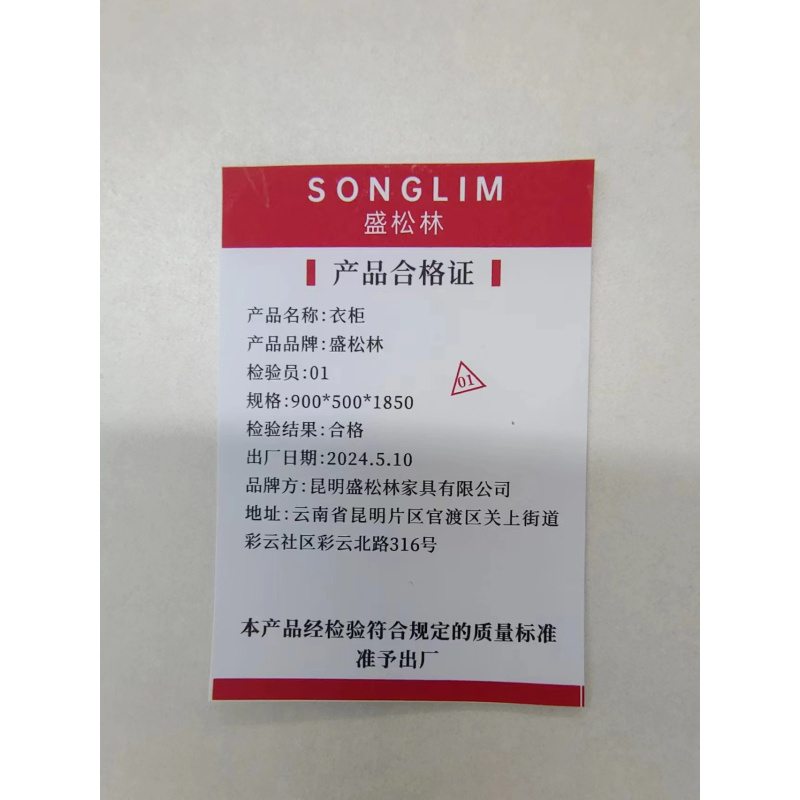 SONGLIM
盛松林
产品合格证
产品名称:衣柜
产品品牌:盛松林
检验员:01
01
规格:900*500*1850
检验结果:合格
出厂日期:2024.5.10
品牌方:昆明盛松林家具有限公司
地址:云南省昆明片区官渡区关上街道
彩云社区彩云北路316号
本产品经检验符合规定的质量标准
准予出厂